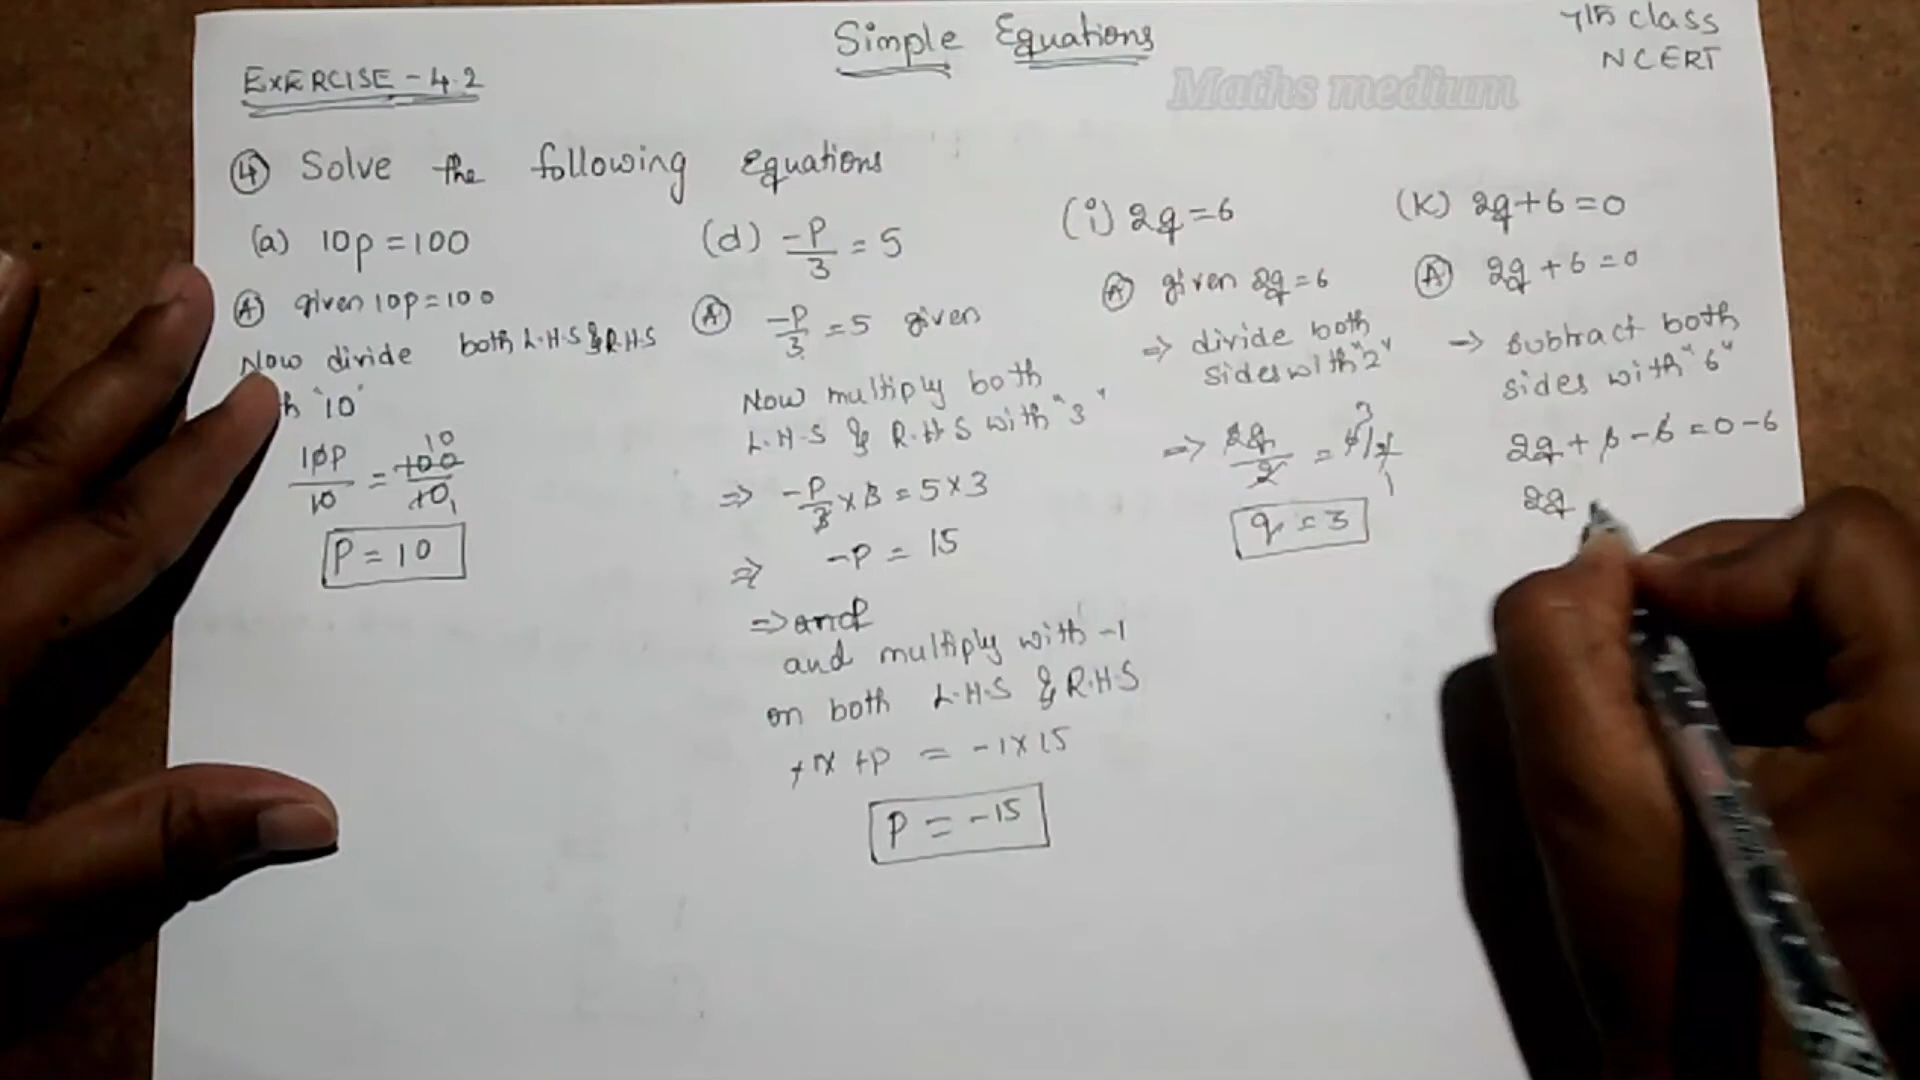 Simple Equations
7th class
NCERT
EXERCISE - 4.2
Maths medium
④ Solve the following Equations
(a) 10p = 100
Ⓐ given 10p = 100
Now divide both L.H.S & R.H.S
h "10"
10p/10 = 100/10 10 1
P = 10
(d) -P/3 = 5
Ⓐ -P/3 = 5 given
Now multiply both
L.H.S & R.H.S with "3"
⇒ -P/3 × 3 = 5 × 3
⇒ -P = 15
⇒ and
and multiply with -1
on both L.H.S & R.H.S
+P = -1 × 15
P = -15
(i) 2q = 6
Ⓐ given 2q = 6
⇒ divide both
sides with "2"
⇒ 2q/2 = 6/2 3 1
q = 3
(K) 2q + 6 = 0
Ⓐ 2q + 6 = 0
→ subtract both
sides with "6"
2q + 6 - 6 = 0 - 6
2q